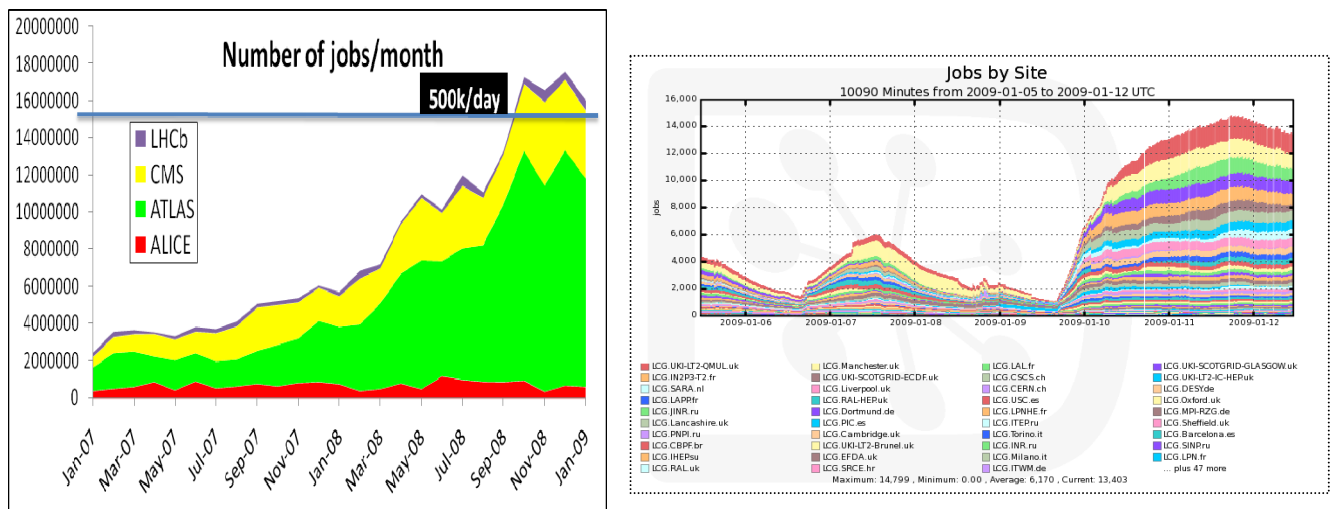 Number of jobs/month
500k/day
20000000
18000000
16000000
14000000
12000000
10000000
8000000
6000000
4000000
2000000
0
LHCb
CMS
ATLAS
ALICE
Jan-07
Mar-07
May-07
Jul-07
Sep-07
Nov-07
Jan-08
Mar-08
May-08
Jul-08
Sep-08
Nov-08
Jan-09
Jobs by Site
10090 Minutes from 2009-01-05 to 2009-01-12 UTC
16,000
14,000
12,000
10,000
8,000
6,000
4,000
2,000
0
jobs
2009-01-06 2009-01-07 2009-01-08 2009-01-09 2009-01-10 2009-01-11 2009-01-12
LCG.UKI-LT2-QMUL.uk LCG.Manchester.uk LCG.LAL.fr LCG.UKI-SCOTGRID-GLASGOW.uk
LCG.IN2P3-T2.fr LCG.UKI-SCOTGRID-ECDF.uk LCG.CSCS.ch LCG.UKI-LT2-IC-HEP.uk
LCG.SARA.nl LCG.Liverpool.uk LCG.CERN.ch LCG.DESY.de
LCG.LAPP.fr LCG.RAL-HEP.uk LCG.USC.es LCG.Oxford.uk
LCG.JINR.ru LCG.Dortmund.de LCG.LPNHE.fr LCG.MPI-RZG.de
LCG.Lancashire.uk LCG.PIC.es LCG.ITEP.ru LCG.Sheffield.uk
LCG.PNPI.ru LCG.Cambridge.uk LCG.Torino.it LCG.Barcelona.es
LCG.CBPF.br LCG.UKI-LT2-Brunel.uk LCG.INR.ru LCG.SINP.ru
LCG.IHEP.su LCG.EFDA.uk LCG.Milano.it LCG.LPN.fr
LCG.RAL.uk LCG.SRCE.hr LCG.ITWM.de ... plus 47 more
Maximum: 14,799 , Minimum: 0.00 , Average: 6,170 , Current: 13,403